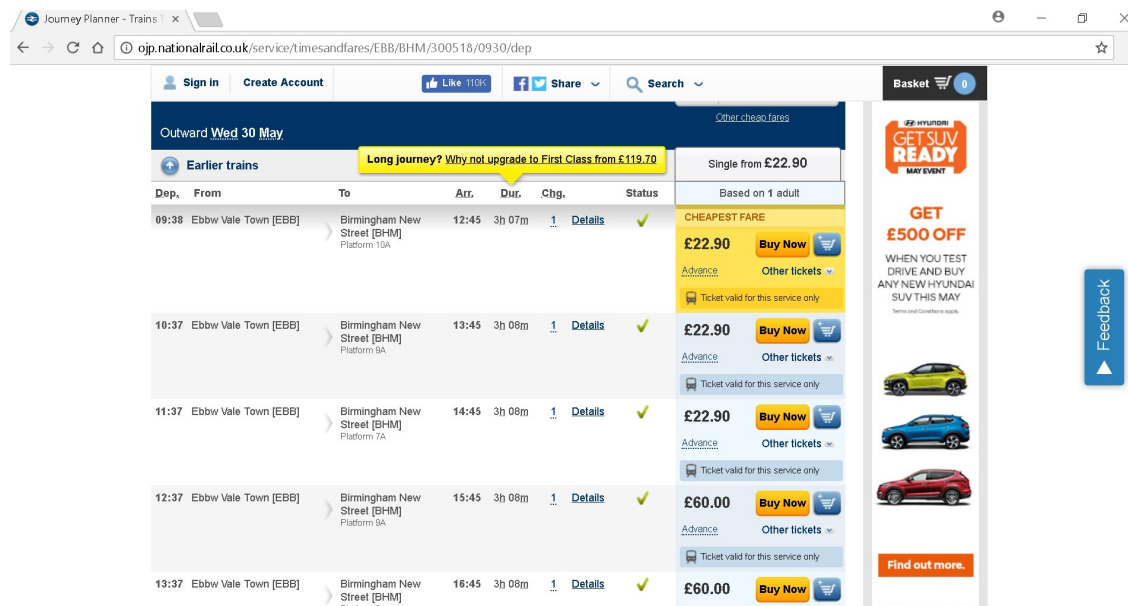 Journey Planner - Trains T
ojp.nationalrail.co.uk/service/timesandfares/EBB/BHM/300518/0930/dep
Sign in Create Account Like 110K Share Search Basket 0
Other cheap fares
Outward Wed 30 May
Earlier trains
Long journey? Why not upgrade to First Class from £119.70
Single from £22.90
Dep. From To Arr. Dur. Chg. Status Based on 1 adult
CHEAPEST FARE
09:38 Ebbw Vale Town [EBB] Birmingham New 12:45 3h 07m 1 Details
Street [BHM]
Platform 10A
£22.90 Buy Now
Advance Other tickets
Ticket valid for this service only
10:37 Ebbw Vale Town [EBB] Birmingham New 13:45 3h 08m 1 Details £22.90 Buy Now
Street [BHM]
Platform 9A
Advance Other tickets
Ticket valid for this service only
11:37 Ebbw Vale Town [EBB] Birmingham New 14:45 3h 08m 1 Details £22.90 Buy Now
Street [BHM]
Platform 7A
Advance Other tickets
Ticket valid for this service only
12:37 Ebbw Vale Town [EBB] Birmingham New 15:45 3h 08m 1 Details £60.00 Buy Now
Street [BHM]
Platform 9A
Advance Other tickets
Ticket valid for this service only
13:37 Ebbw Vale Town [EBB] Birmingham New 16:45 3h 08m 1 Details £60.00 Buy Now
Street [BHM]
HYUNDAI
GET SUV
READY
MAY EVENT
GET
£500 OFF
WHEN YOU TEST
DRIVE AND BUY
ANY NEW HYUNDAI
SUV THIS MAY
Terms and Conditions apply.
Find out more.
Feedback